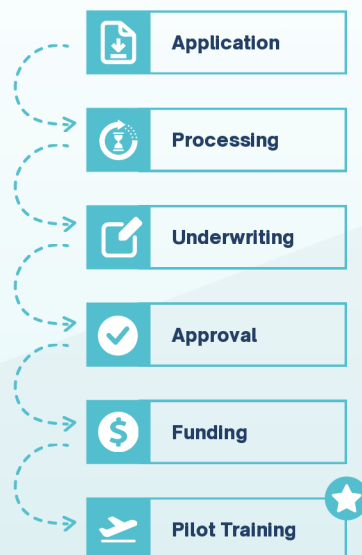 Application
Processing
Underwriting
Approval
Funding
Pilot Training